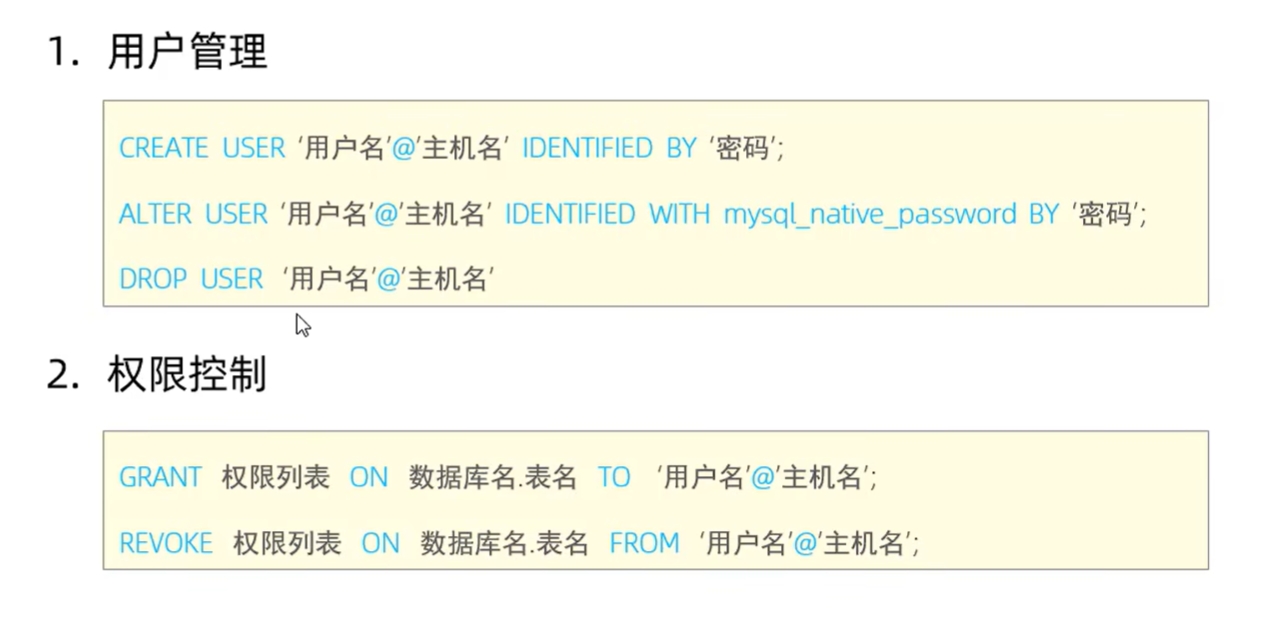 1. 用户管理
CREATE USER ‘用户名’@’主机名’ IDENTIFIED BY ‘密码’;
ALTER USER ‘用户名’@’主机名’ IDENTIFIED WITH mysql_native_password BY ‘密码’;
DROP USER ‘用户名’@’主机名’
2. 权限控制
GRANT 权限列表 ON 数据库名.表名 TO ‘用户名’@’主机名’;
REVOKE 权限列表 ON 数据库名.表名 FROM ‘用户名’@’主机名’;